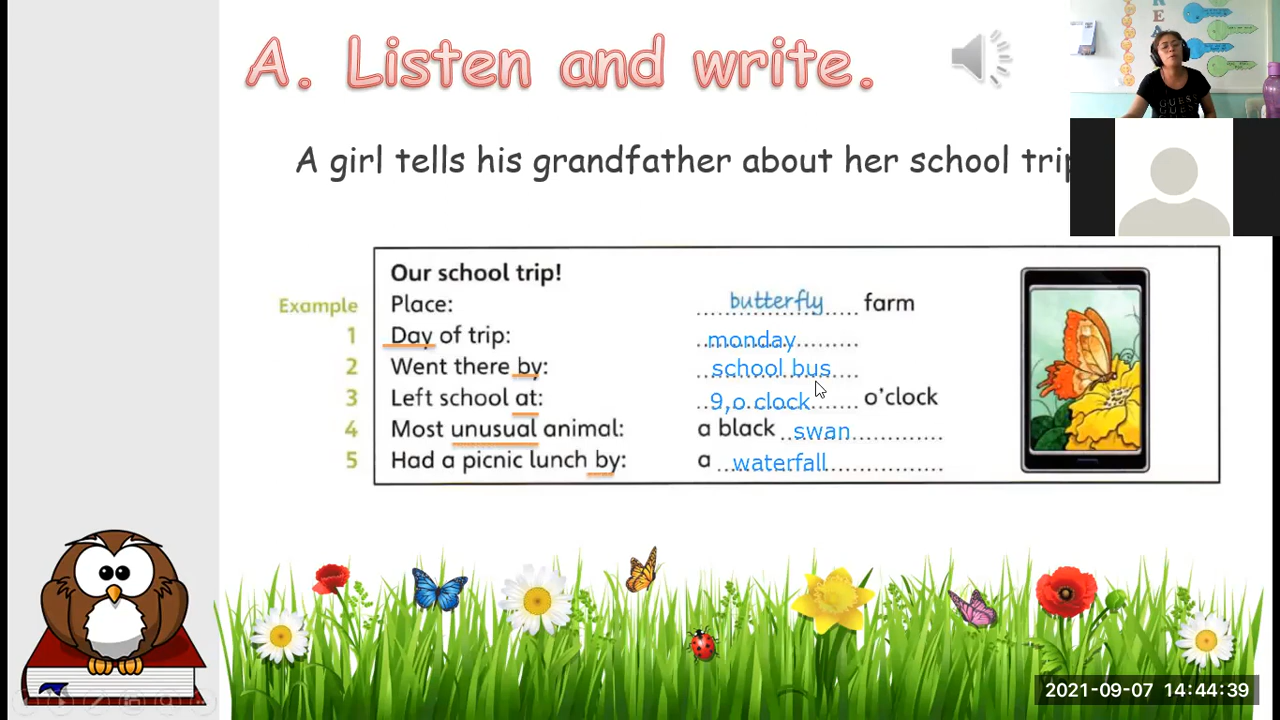 A. Listen and write.
A girl tells his grandfather about her school trip
Our school trip!
Example Place: butterfly farm
1 Day of trip: monday
2 Went there by: school bus
3 Left school at: 9,o clock o'clock
4 Most unusual animal: a black swan
5 Had a picnic lunch by: a waterfall
GUESS
2021-09-07 14:44:39